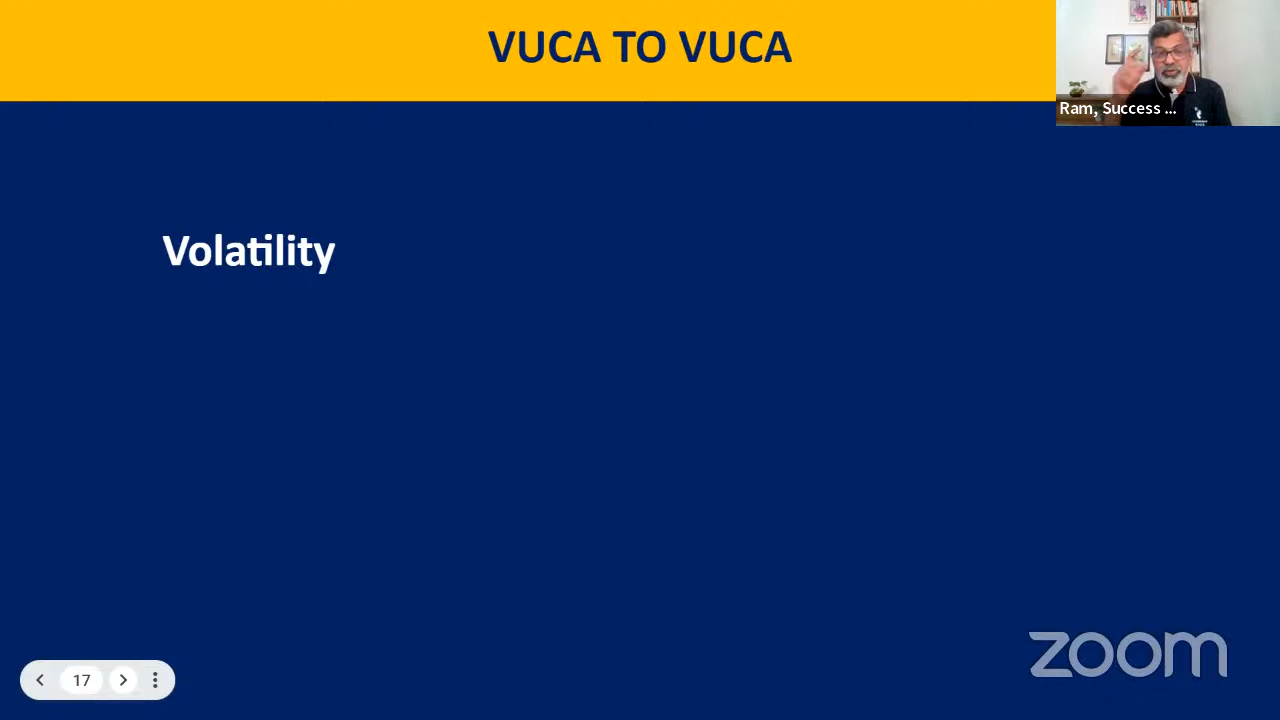 VUCA TO VUCA
Ram, Success ...
Volatility
zoom
17